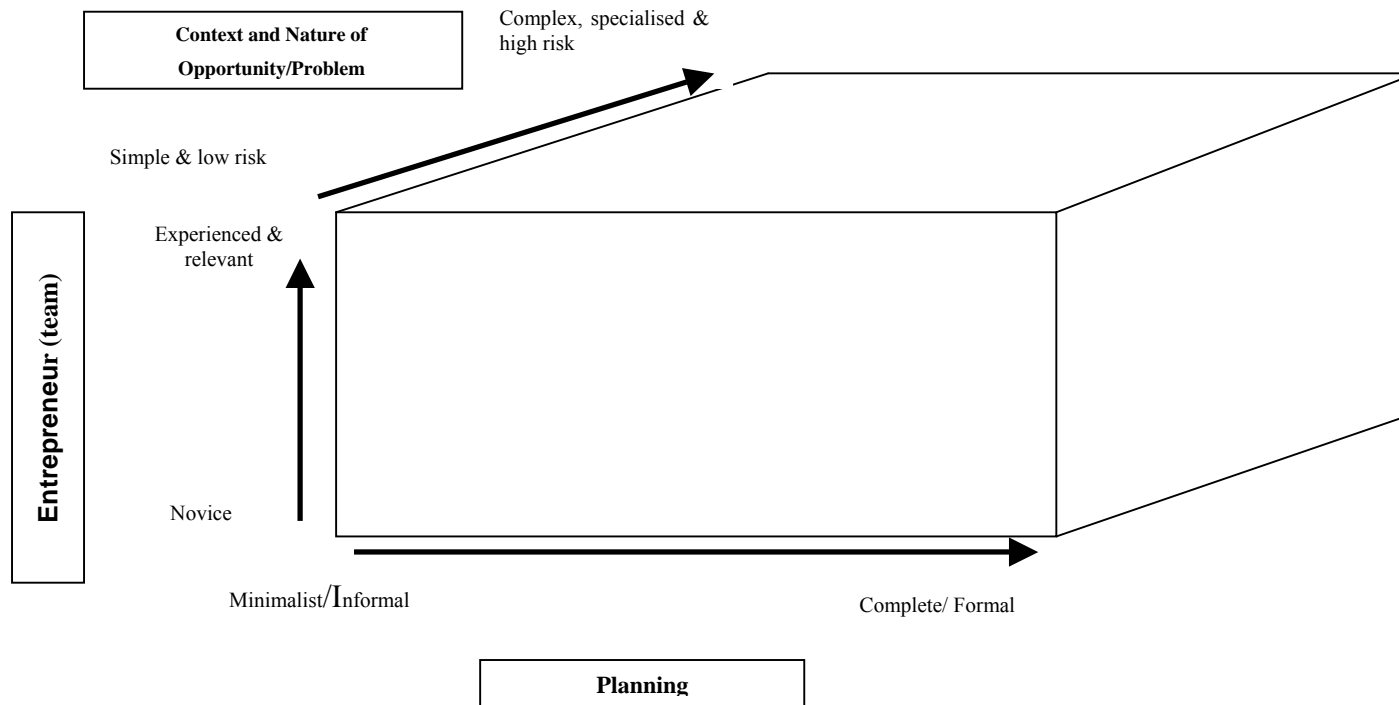 Context and Nature of
Opportunity/Problem
Complex, specialised &
high risk
Simple & low risk
Experienced &
relevant
Entrepreneur (team)
Novice
Minimalist/Informal
Complete/ Formal
Planning